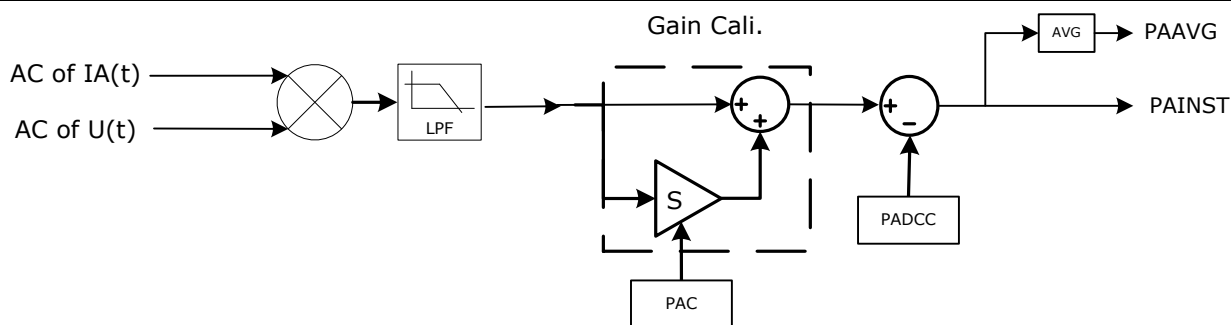 Gain Cali.
AVG
PAAVG
AC of IA(t)
AC of U(t)
LPF
+
+
+
-
PAINST
S
PADCC
PAC